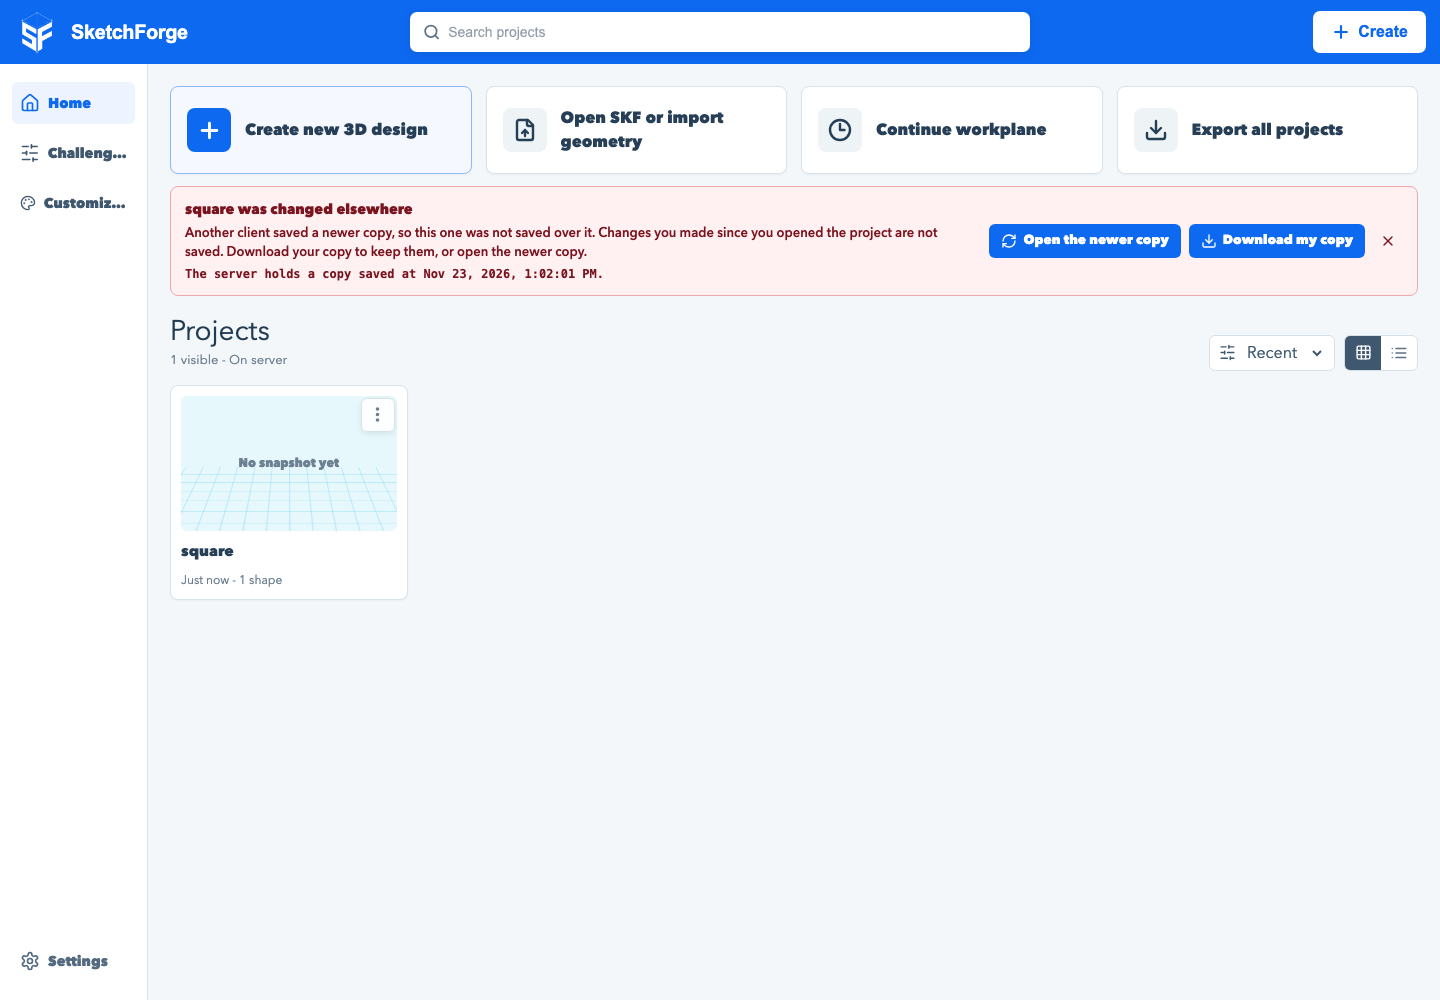 SketchForge
Search projects
Create
Home
Challeng...
Customiz...
Settings
Create new 3D design
Open SKF or import
geometry
Continue workplane
Export all projects
square was changed elsewhere
Another client saved a newer copy, so this one was not saved over it. Changes you made since you opened the project are not
saved. Download your copy to keep them, or open the newer copy.
The server holds a copy saved at Nov 23, 2026, 1:02:01 PM.
Open the newer copy
Download my copy
Projects
1 visible - On server
Recent
No snapshot yet
square
Just now - 1 shape